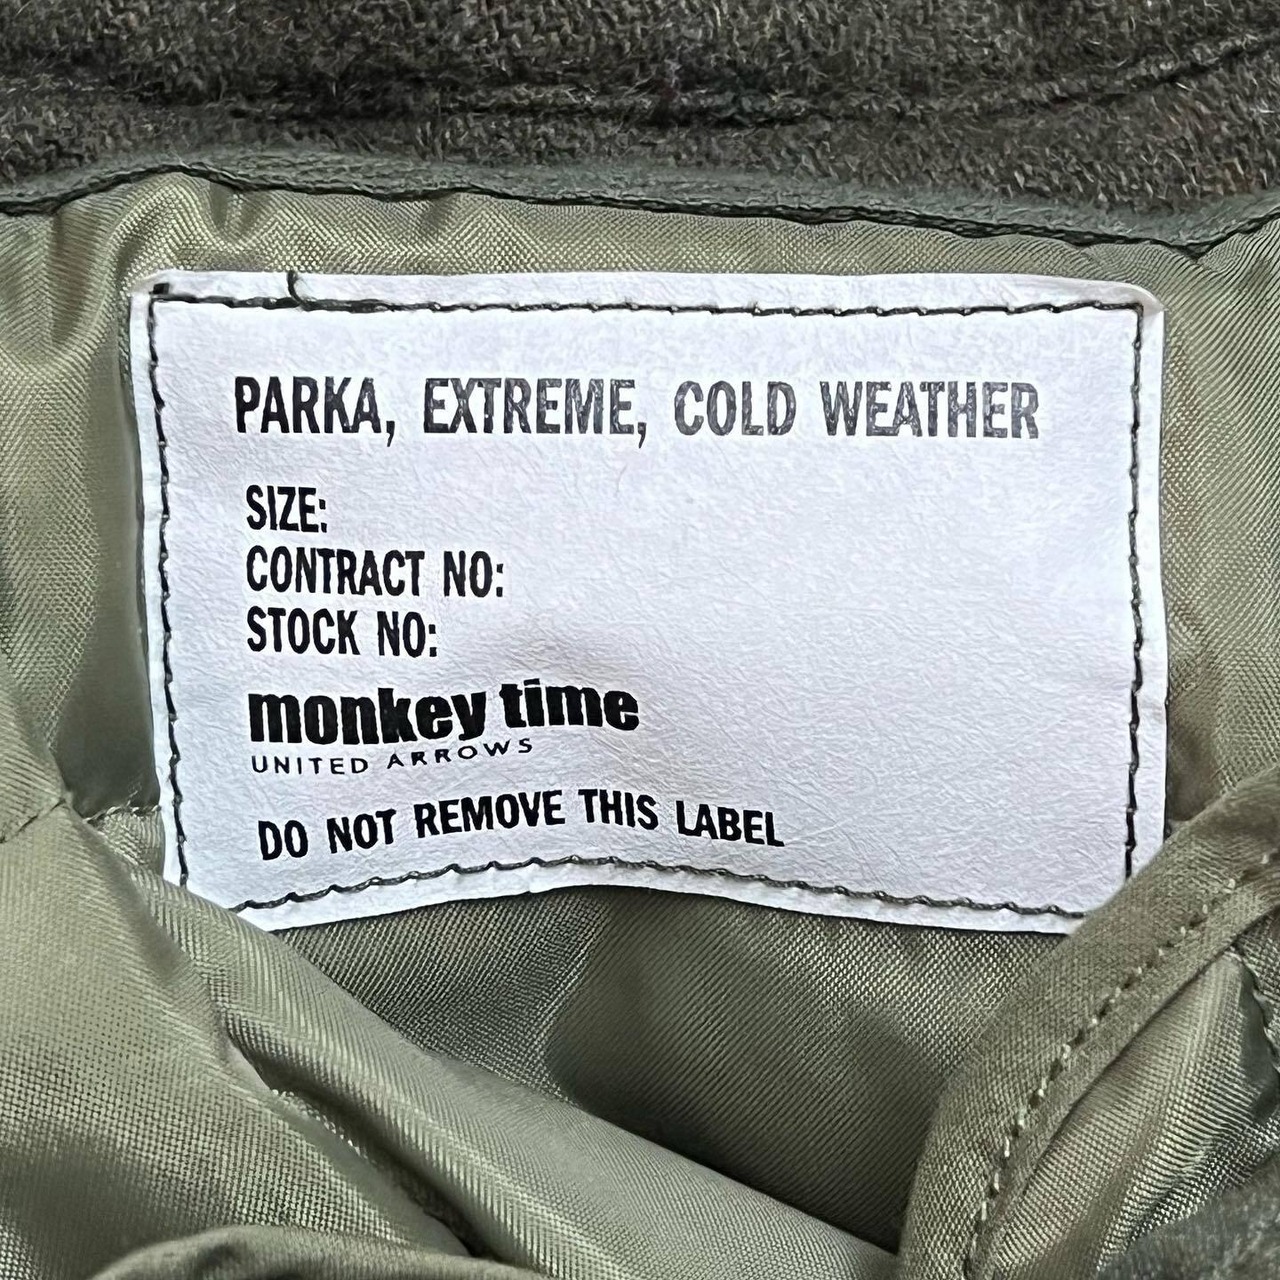 PARKA, EXTREME, COLD WEATHER
SIZE:
CONTRACT NO:
STOCK NO:
monkey time
UNITED ARROWS
DO NOT REMOVE THIS LABEL